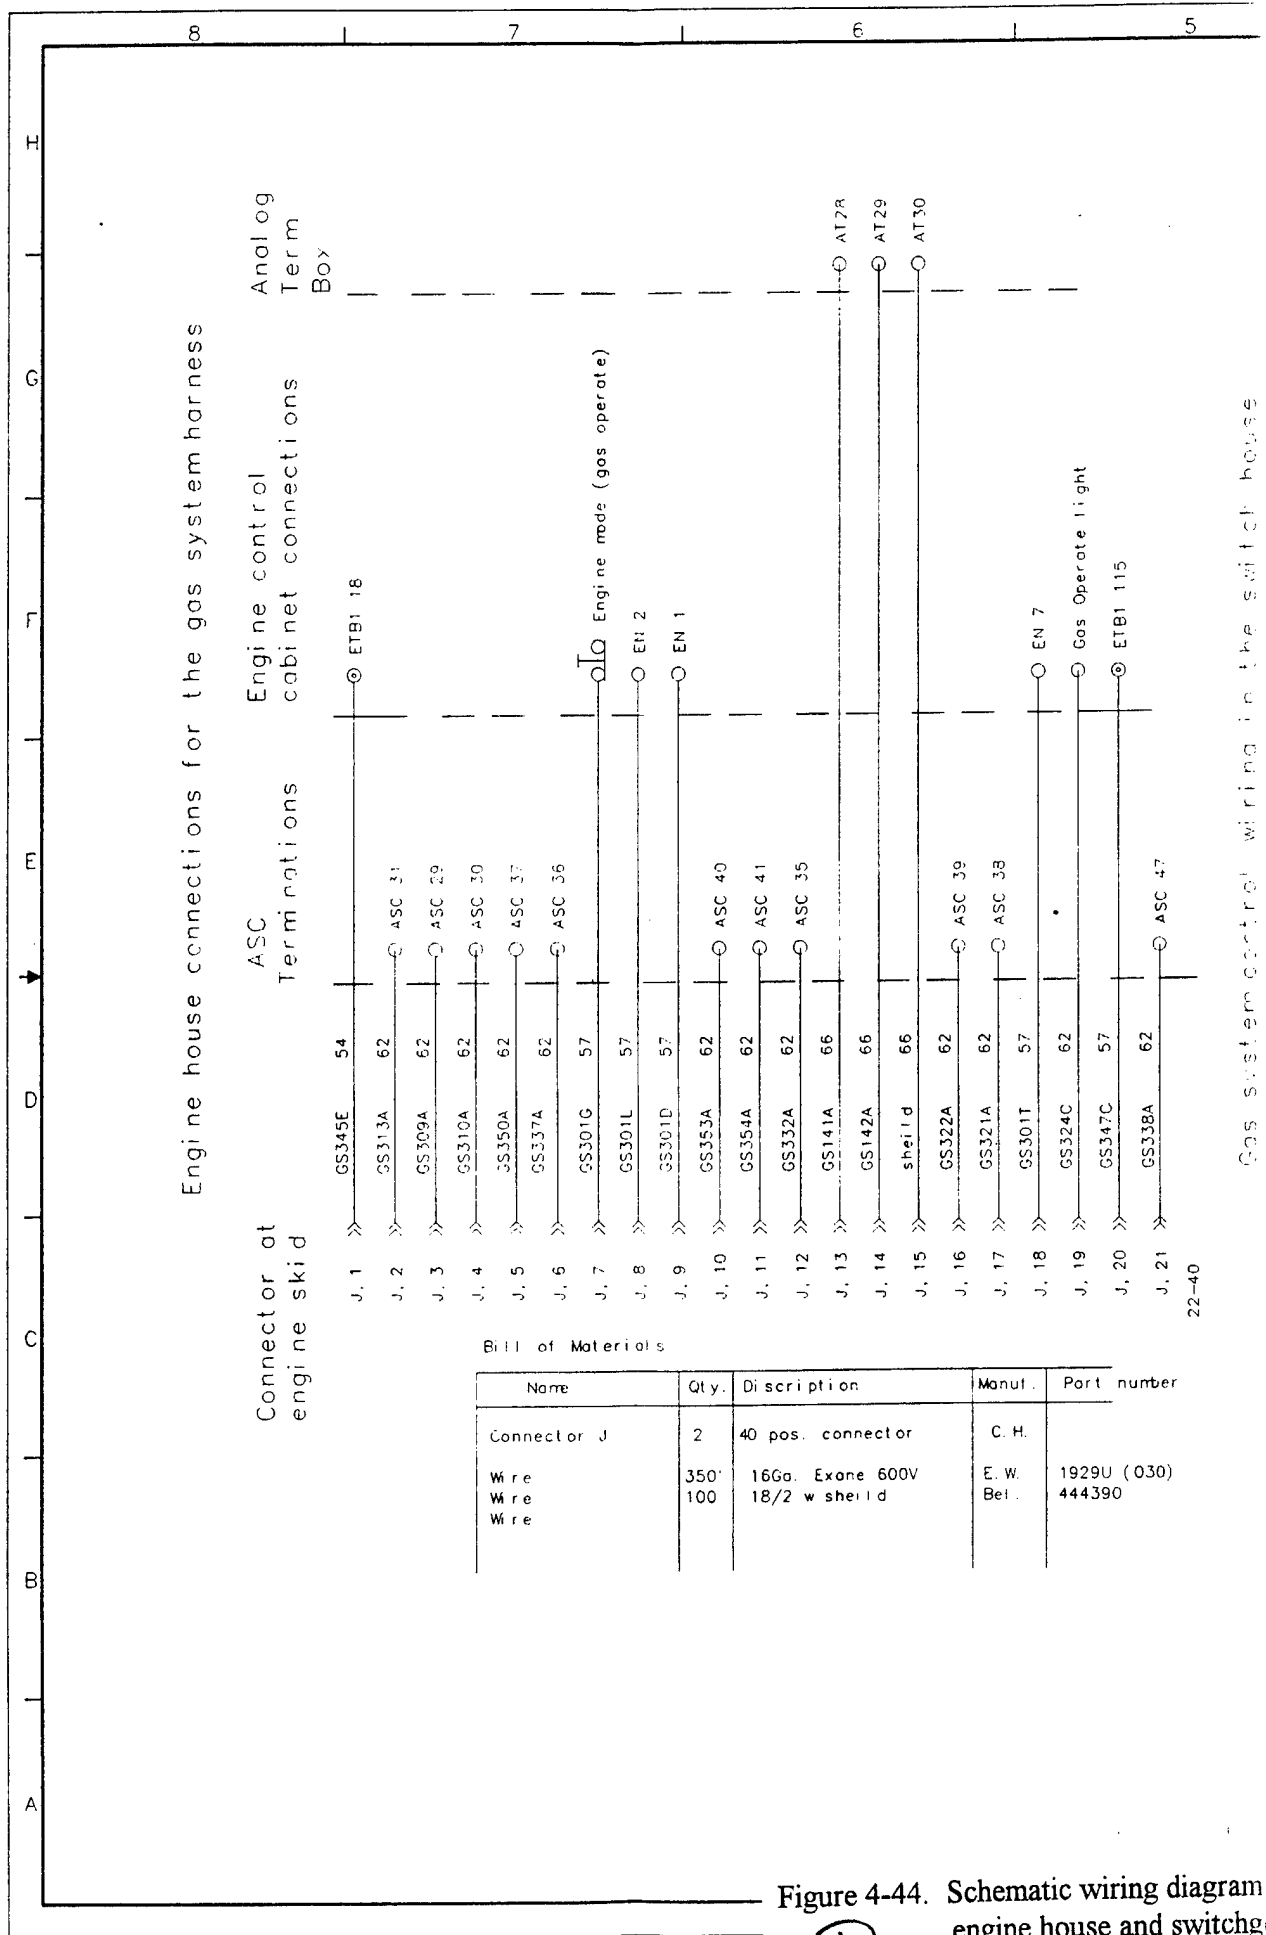 8 7 6 5
H
G
F
E
D
C
B
A
Engine house connections for the gas system harness
Connector at
engine skid
ASC
Terminations
Engine control
cabinet connections
Analog
Term
Box
J. 1 GS345E 54 ETB1 18
J. 2 GS313A 62 ASC 31
J. 3 GS309A 62 ASC 29
J. 4 GS310A 62 ASC 30
J. 5 GS350A 62 ASC 37
J. 6 GS337A 62 ASC 36
J. 7 GS301G 57 Engine mode (gas operate)
J. 8 GS301L 57 EN 2
J. 9 GS301D 57 EN 1
J. 10 GS353A 62 ASC 40
J. 11 GS354A 62 ASC 41
J. 12 GS332A 62 ASC 35
J. 13 GS141A 66 AT28
J. 14 GS142A 66 AT29
J. 15 sheild 66 AT30
J. 16 GS322A 62 ASC 39
J. 17 GS321A 62 ASC 38
J. 18 GS301T 57 EN 7
J. 19 GS324C 62 Gas Operate light
J. 20 GS347C 57 ETB1 115
J. 21 GS338A 62 ASC 47
22-40
Gas system control wiring in the switch house
Bill of Materials
Name Qty. Discription Manuf. Part number
Connector J 2 40 pos. connector C. H.
Wire 350' 16Ga. Exane 600V E. W. 1929U (030)
Wire 100 18/2 w sheild Bel. 444390
Wire
Figure 4-44. Schematic wiring diagram
engine house and